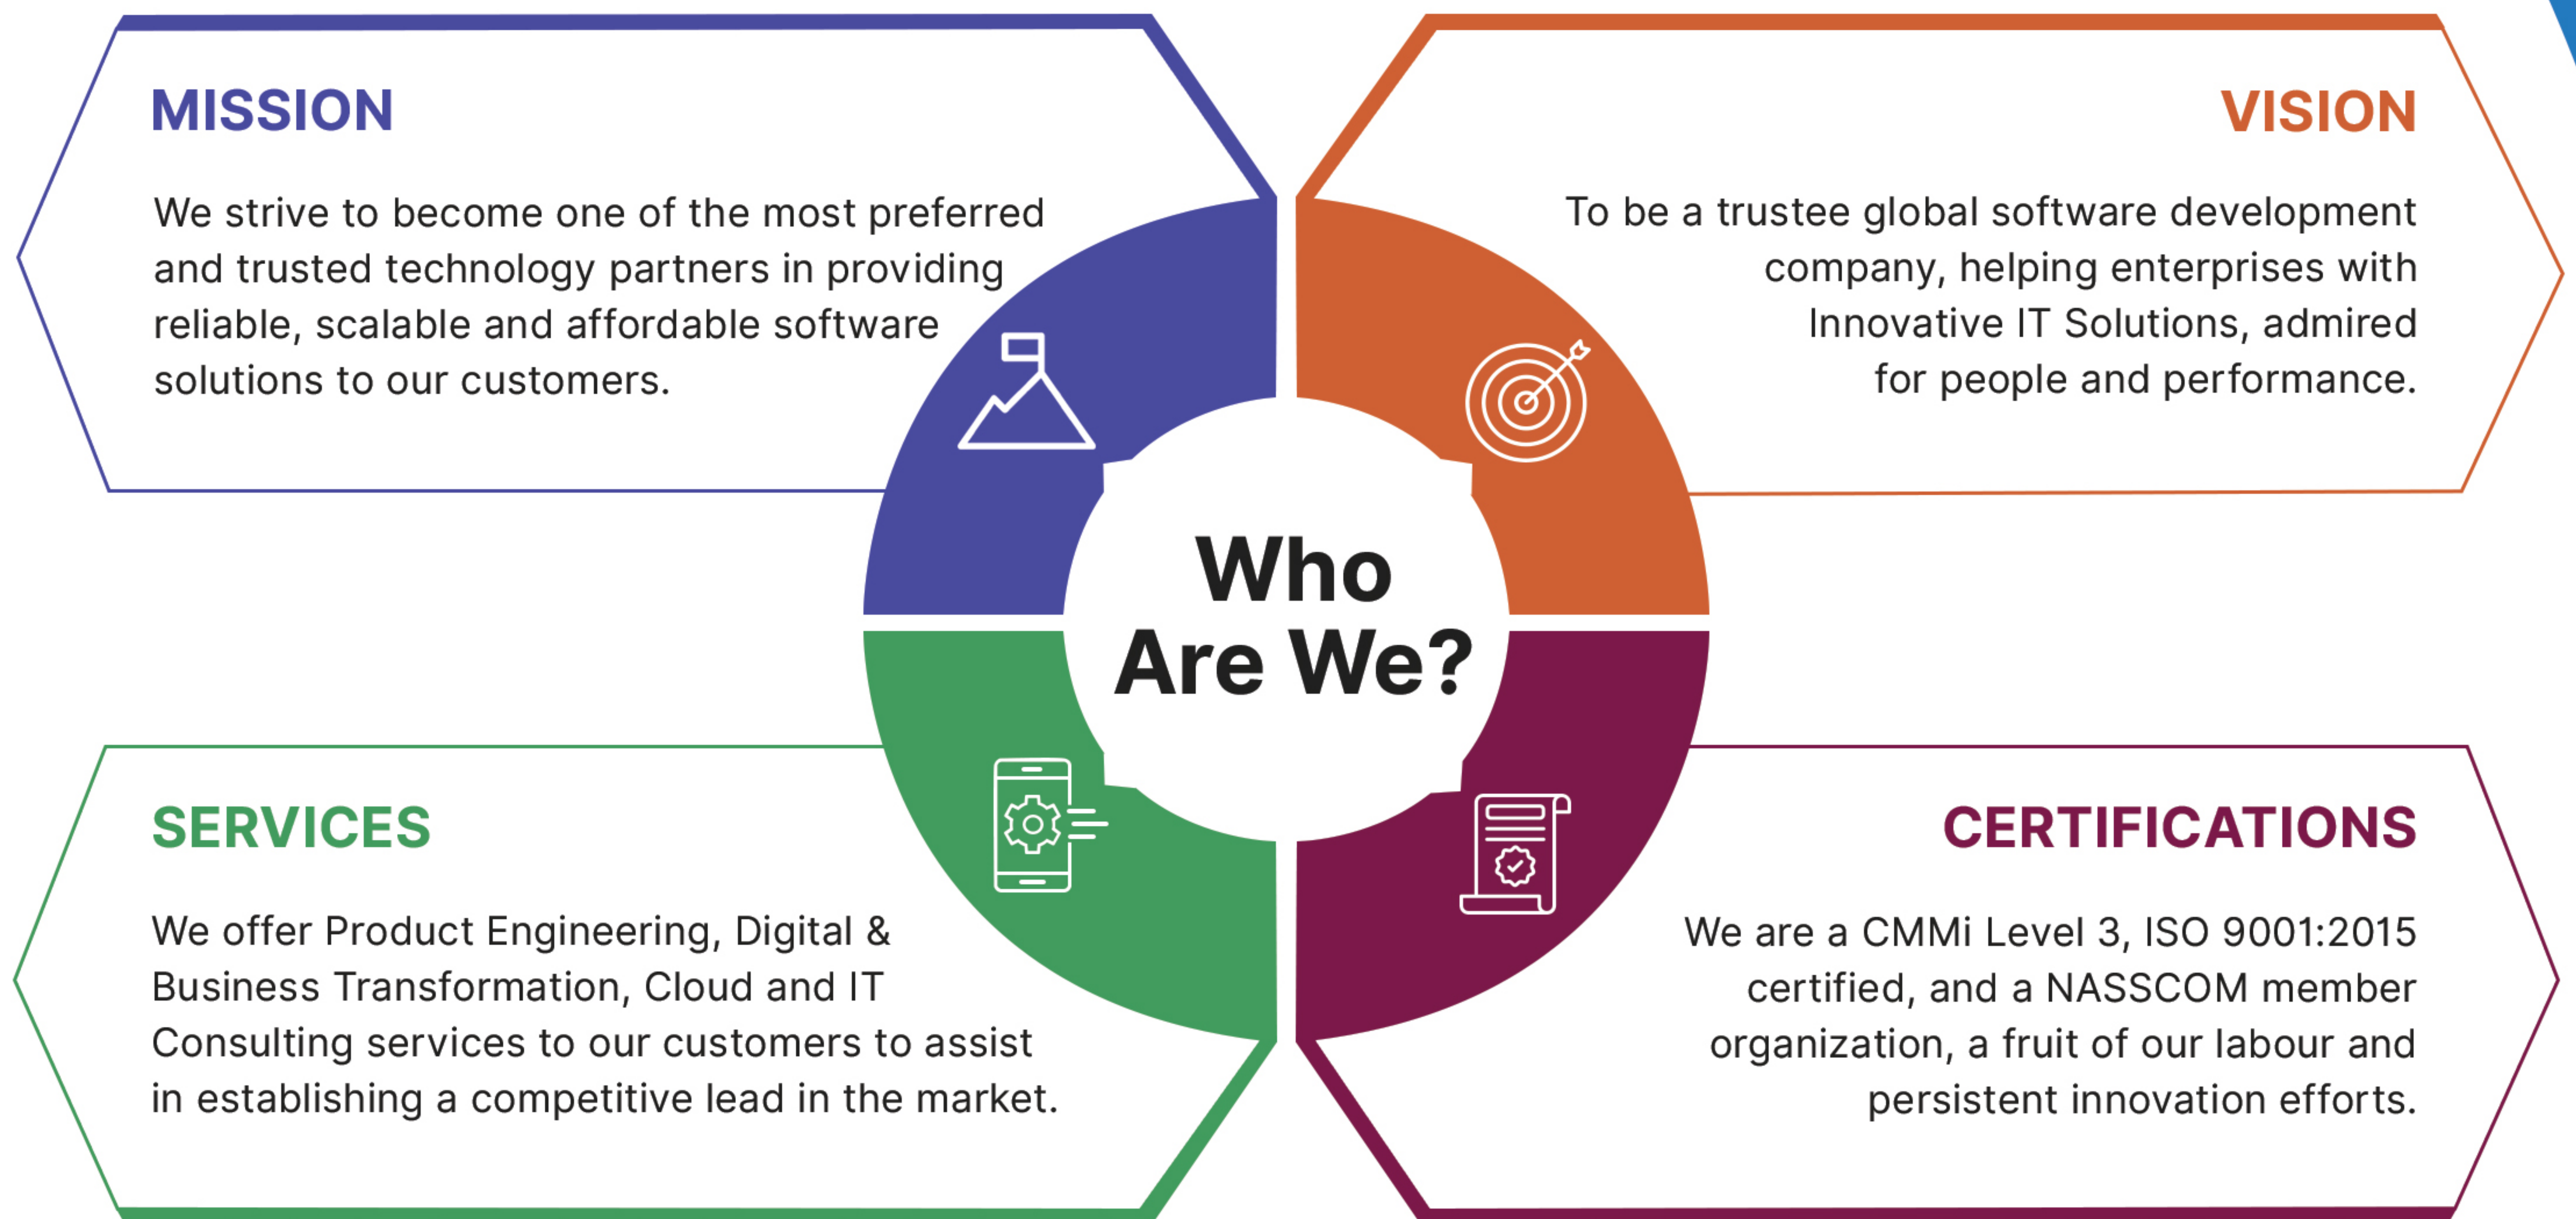 MISSION
We strive to become one of the most preferred
and trusted technology partners in providing
reliable, scalable and affordable software
solutions to our customers.
VISION
To be a trustee global software development
company, helping enterprises with
Innovative IT Solutions, admired
for people and performance.
Who
Are We?
SERVICES
We offer Product Engineering, Digital &
Business Transformation, Cloud and IT
Consulting services to our customers to assist
in establishing a competitive lead in the market.
CERTIFICATIONS
We are a CMMi Level 3, ISO 9001:2015
certified, and a NASSCOM member
organization, a fruit of our labour and
persistent innovation efforts.